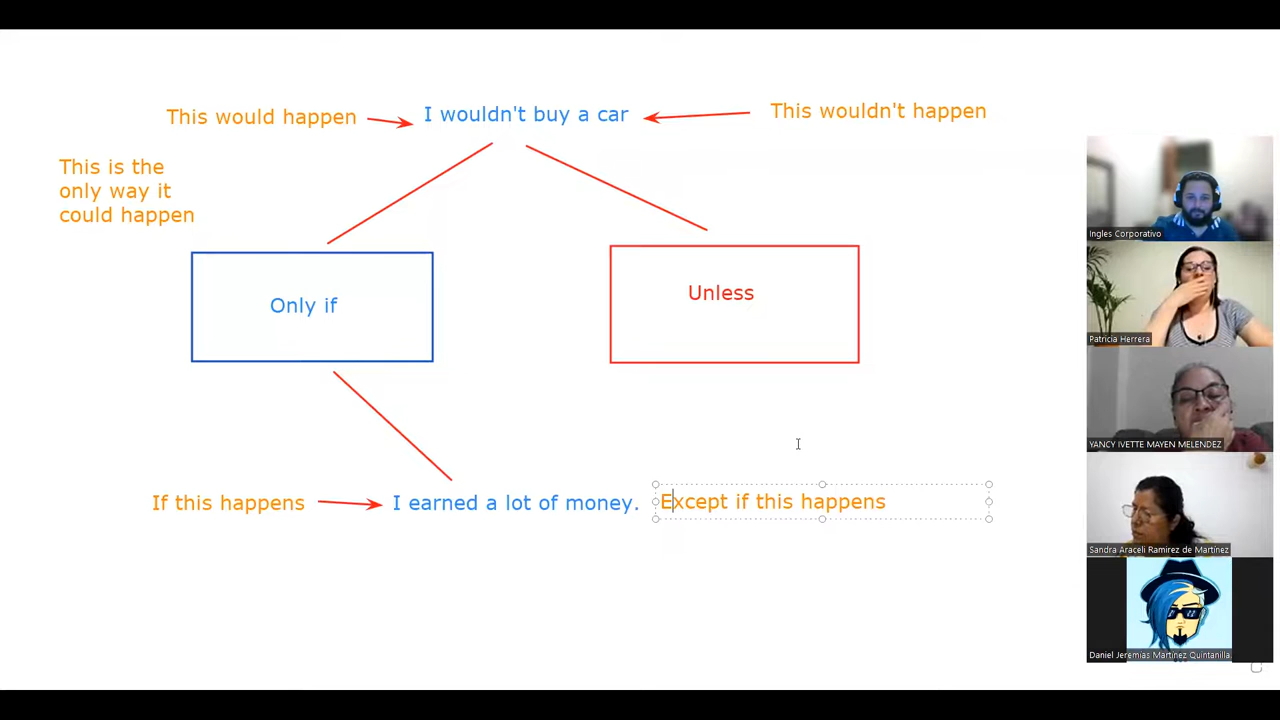 This would happen
I wouldn't buy a car
This wouldn't happen
This is the
only way it
could happen
Only if
Unless
If this happens
I earned a lot of money.
Except if this happens
Ingles Corporativo
Patricia Herrera
YANCY IVETTE MAYEN MELENDEZ
Sandra Araceli Ramirez de Martinez
Daniel Jeremias Martinez Quintanilla